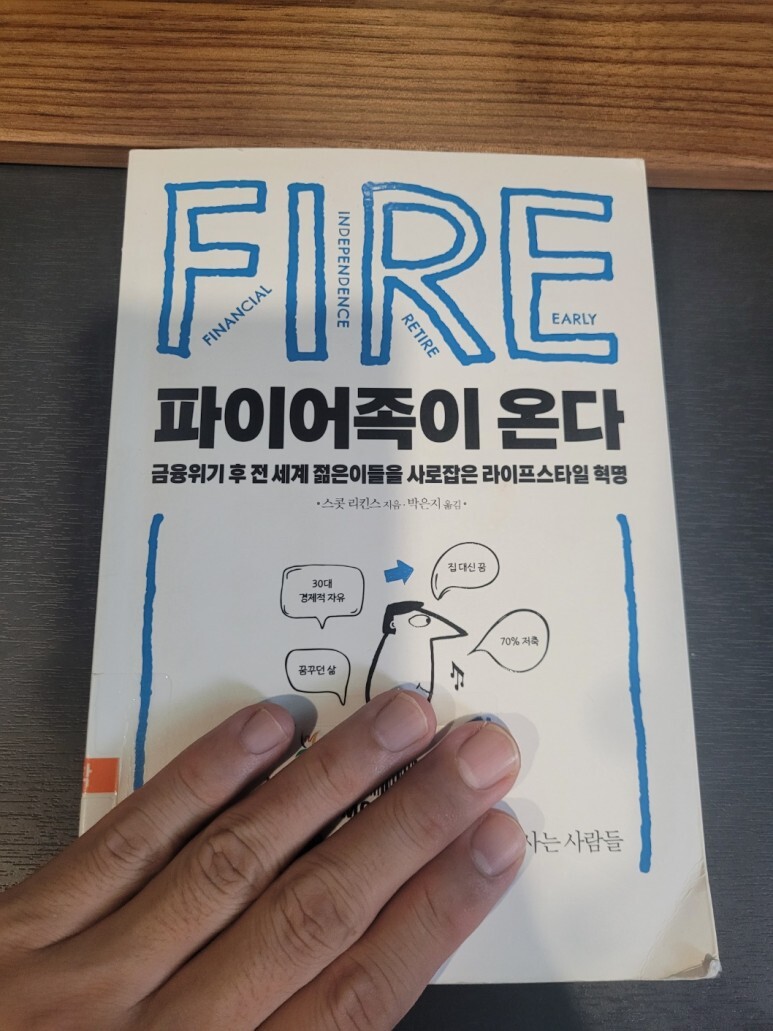 FIRE
FINANCIAL
INDEPENDENCE
RETIRE
EARLY
파이어족이 온다
금융위기 후 전 세계 젊은이들을 사로잡은 라이프스타일 혁명
•스콧 리킨스 지음 · 박은지 옮김•
30대
경제적 자유
집 대신 꿈
70% 저축
꿈꾸던 삶
사는 사람들